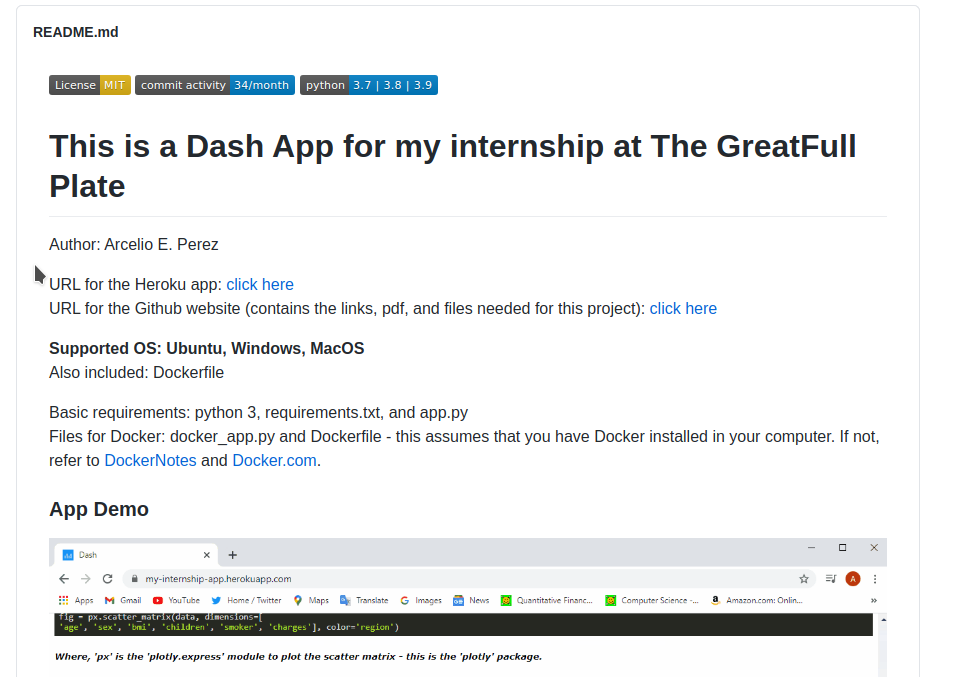 README.md
License MIT commit activity 34/month python 3.7 | 3.8 | 3.9
This is a Dash App for my internship at The GreatFull
Plate
Author: Arcelio E. Perez
URL for the Heroku app: click here
URL for the Github website (contains the links, pdf, and files needed for this project): click here
Supported OS: Ubuntu, Windows, MacOS
Also included: Dockerfile
Basic requirements: python 3, requirements.txt, and app.py
Files for Docker: docker_app.py and Dockerfile - this assumes that you have Docker installed in your computer. If not,
refer to DockerNotes and Docker.com.
App Demo
Dash
my-internship-app.herokuapp.com A
Apps Gmail YouTube Home / Twitter Maps Translate Images News Quantitative Financ... Computer Science -... Amazon.com: Onlin... »
fig = px.scatter_matrix(data, dimensions=[
'age', 'sex', 'bmi', 'children', 'smoker', 'charges'], color='region')
Where, 'px' is the 'plotly.express' module to plot the scatter matrix - this is the 'plotly' package.